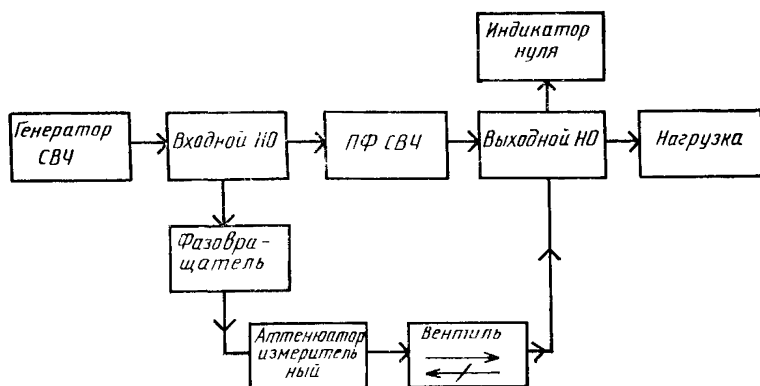 Индикатор
нуля
Генератор
СВЧ
Входной НО
ПФ СВЧ
Выходной НО
Нагрузка
Фазовра-
щатель
Аттенюатор
измеритель
ный
Вентиль